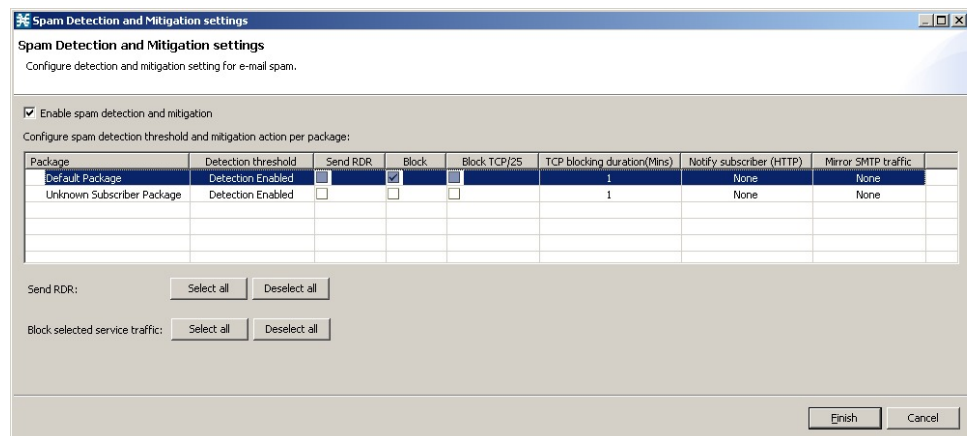 Spam Detection and Mitigation settings
Spam Detection and Mitigation settings
Configure detection and mitigation setting for e-mail spam.
Enable spam detection and mitigation
Configure spam detection threshold and mitigation action per package:
Package Detection threshold Send RDR Block Block TCP/25 TCP blocking duration(Mins) Notify subscriber (HTTP) Mirror SMTP traffic
Default Package Detection Enabled 1 None None
Unknown Subscriber Package Detection Enabled 1 None None
Send RDR: Select all Deselect all
Block selected service traffic: Select all Deselect all
Finish Cancel